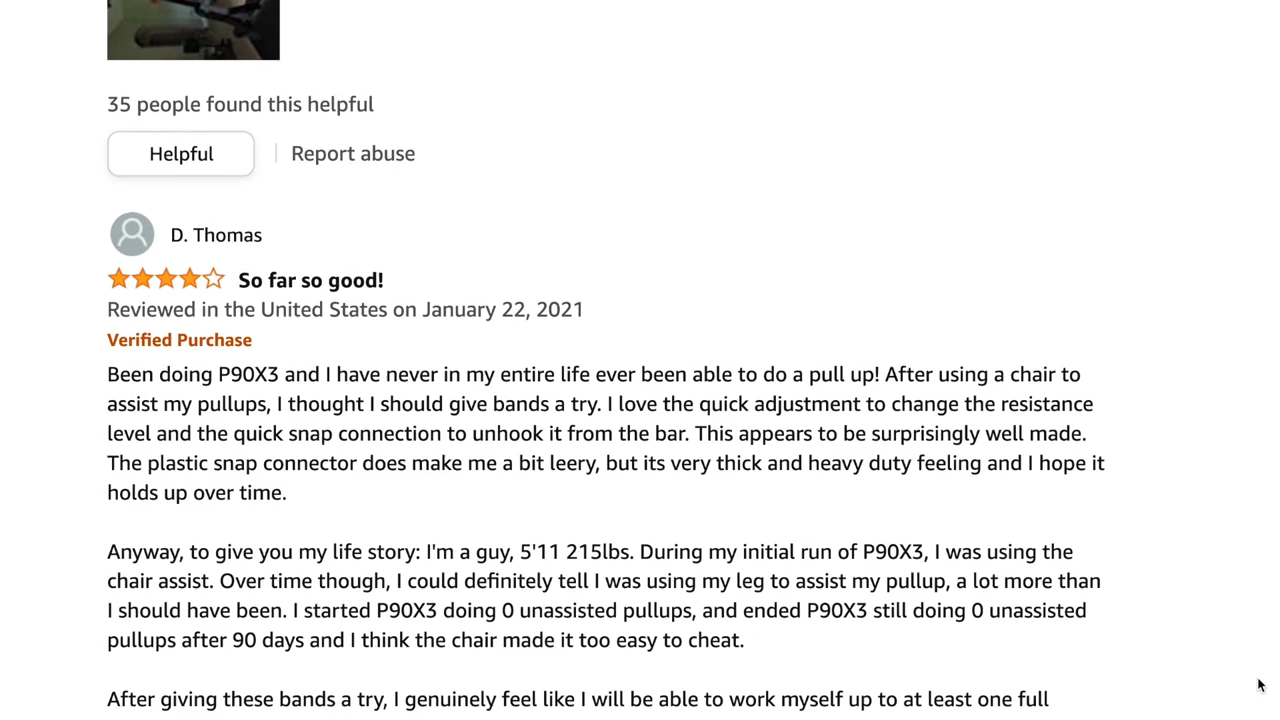 35 people found this helpful
Helpful
Report abuse
D. Thomas
So far so good!
Reviewed in the United States on January 22, 2021
Verified Purchase
Been doing P90X3 and I have never in my entire life ever been able to do a pull up! After using a chair to
assist my pullups, I thought I should give bands a try. I love the quick adjustment to change the resistance
level and the quick snap connection to unhook it from the bar. This appears to be surprisingly well made.
The plastic snap connector does make me a bit leery, but its very thick and heavy duty feeling and I hope it
holds up over time.
Anyway, to give you my life story: I'm a guy, 5'11 215lbs. During my initial run of P90X3, I was using the
chair assist. Over time though, I could definitely tell I was using my leg to assist my pullup, a lot more than
I should have been. I started P90X3 doing 0 unassisted pullups, and ended P90X3 still doing 0 unassisted
pullups after 90 days and I think the chair made it too easy to cheat.
After giving these bands a try, I genuinely feel like I will be able to work myself up to at least one full